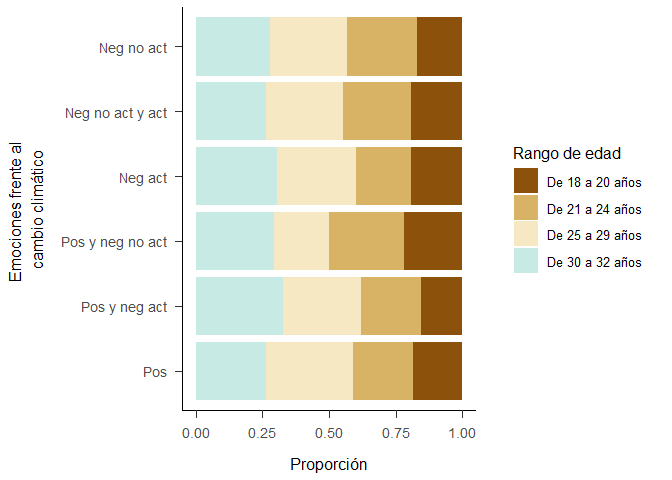 Emociones frente al
cambio climático
Neg no act
Neg no act y act
Neg act
Pos y neg no act
Pos y neg act
Pos
0.00 0.25 0.50 0.75 1.00
Proporción
Rango de edad
De 18 a 20 años
De 21 a 24 años
De 25 a 29 años
De 30 a 32 años